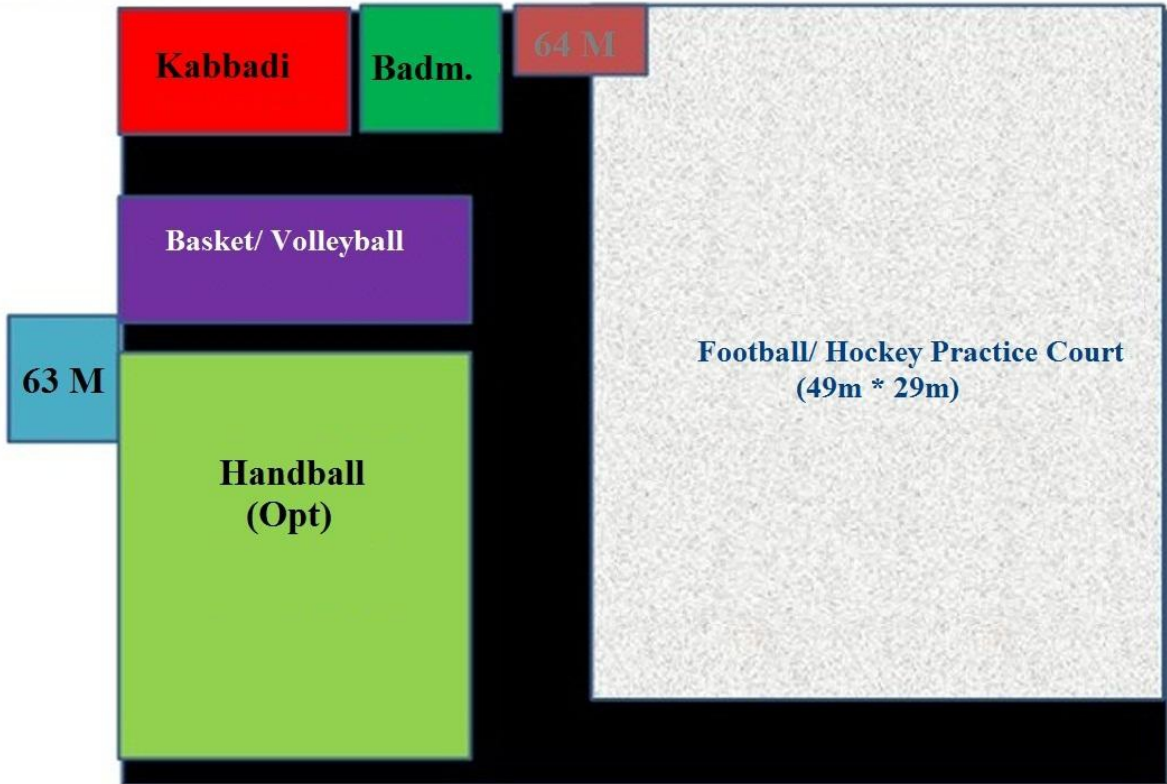 Kabbadi
Badm.
64 M
Basket/ Volleyball
63 M
Football/ Hockey Practice Court
(49m * 29m)
Handball
(Opt)